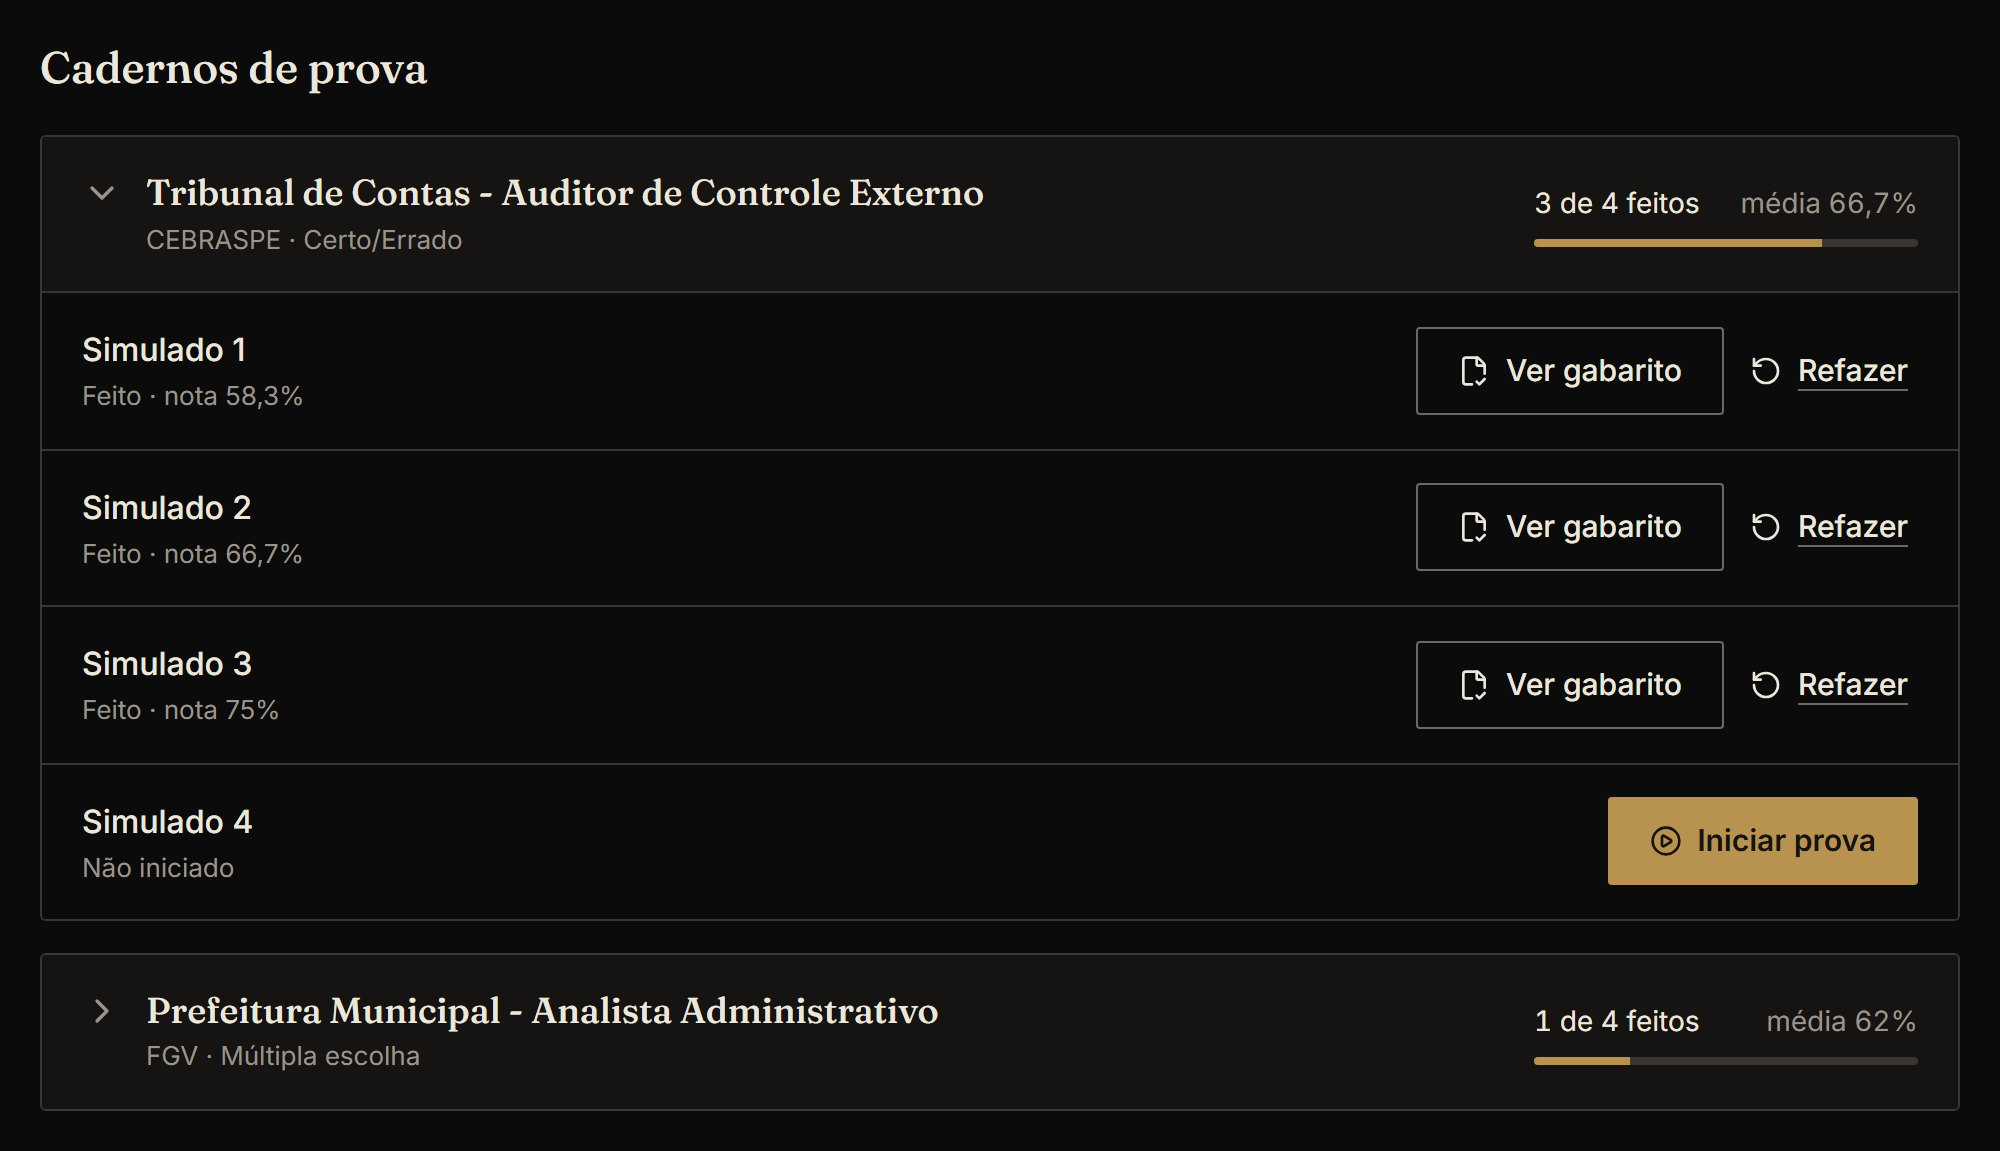 Cadernos de prova
Tribunal de Contas - Auditor de Controle Externo
CEBRASPE · Certo/Errado
3 de 4 feitos
média 66,7%
Simulado 1
Feito · nota 58,3%
Ver gabarito
Refazer
Simulado 2
Feito · nota 66,7%
Ver gabarito
Refazer
Simulado 3
Feito · nota 75%
Ver gabarito
Refazer
Simulado 4
Não iniciado
Iniciar prova
Prefeitura Municipal - Analista Administrativo
FGV · Múltipla escolha
1 de 4 feitos
média 62%